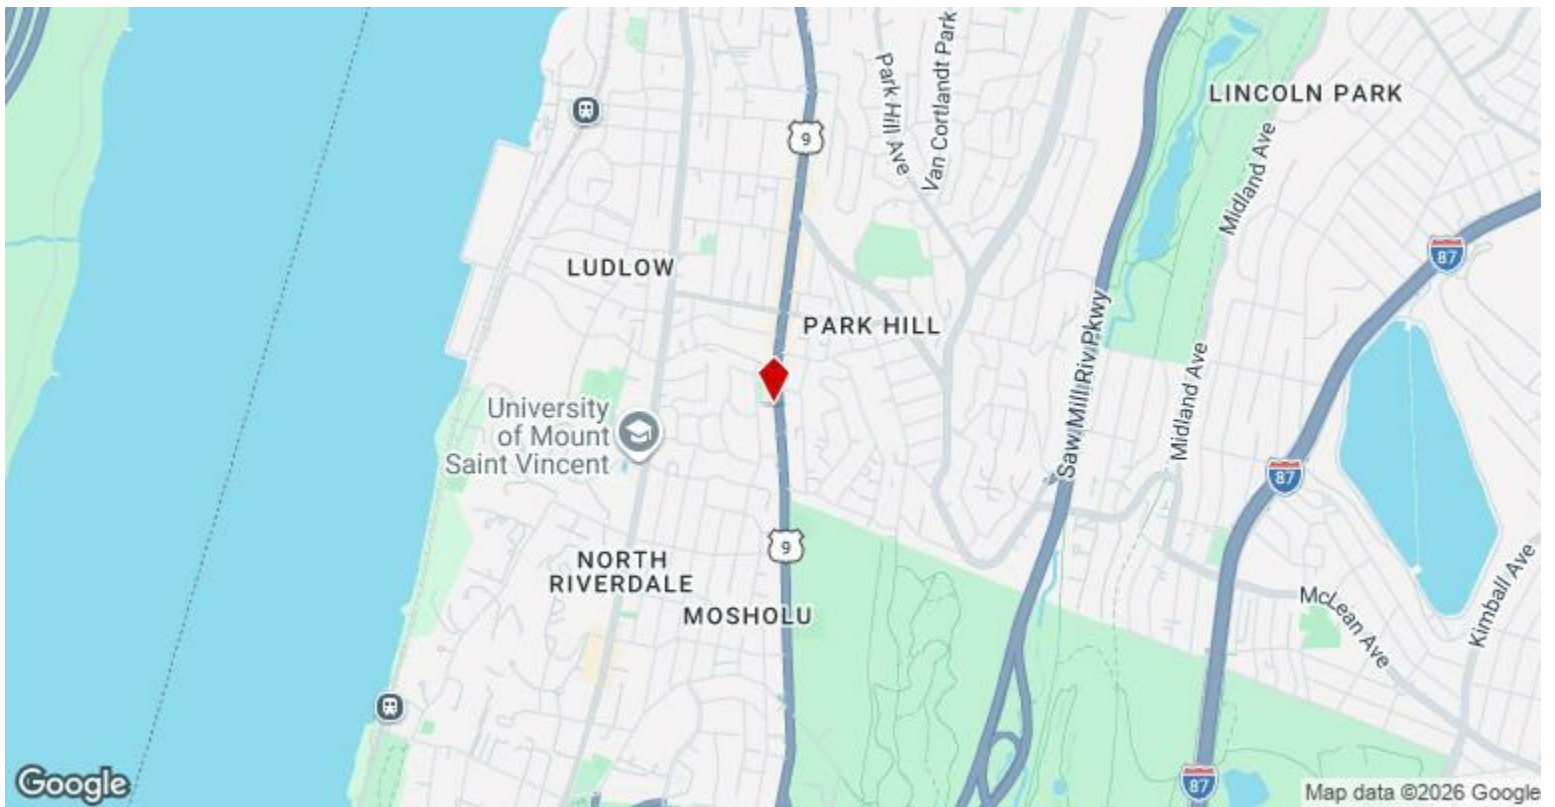 Park Hill Ave
Van Cortlandt Park
LINCOLN PARK
9
Midland Ave
87
LUDLOW
PARK HILL
Saw Mill Riv Pkwy
Midland Ave
University
of Mount
Saint Vincent
87
9
NORTH
RIVERDALE
MOSHOLU
McLean Ave
Kimball Ave
87
Google
Map data ©2026 Google